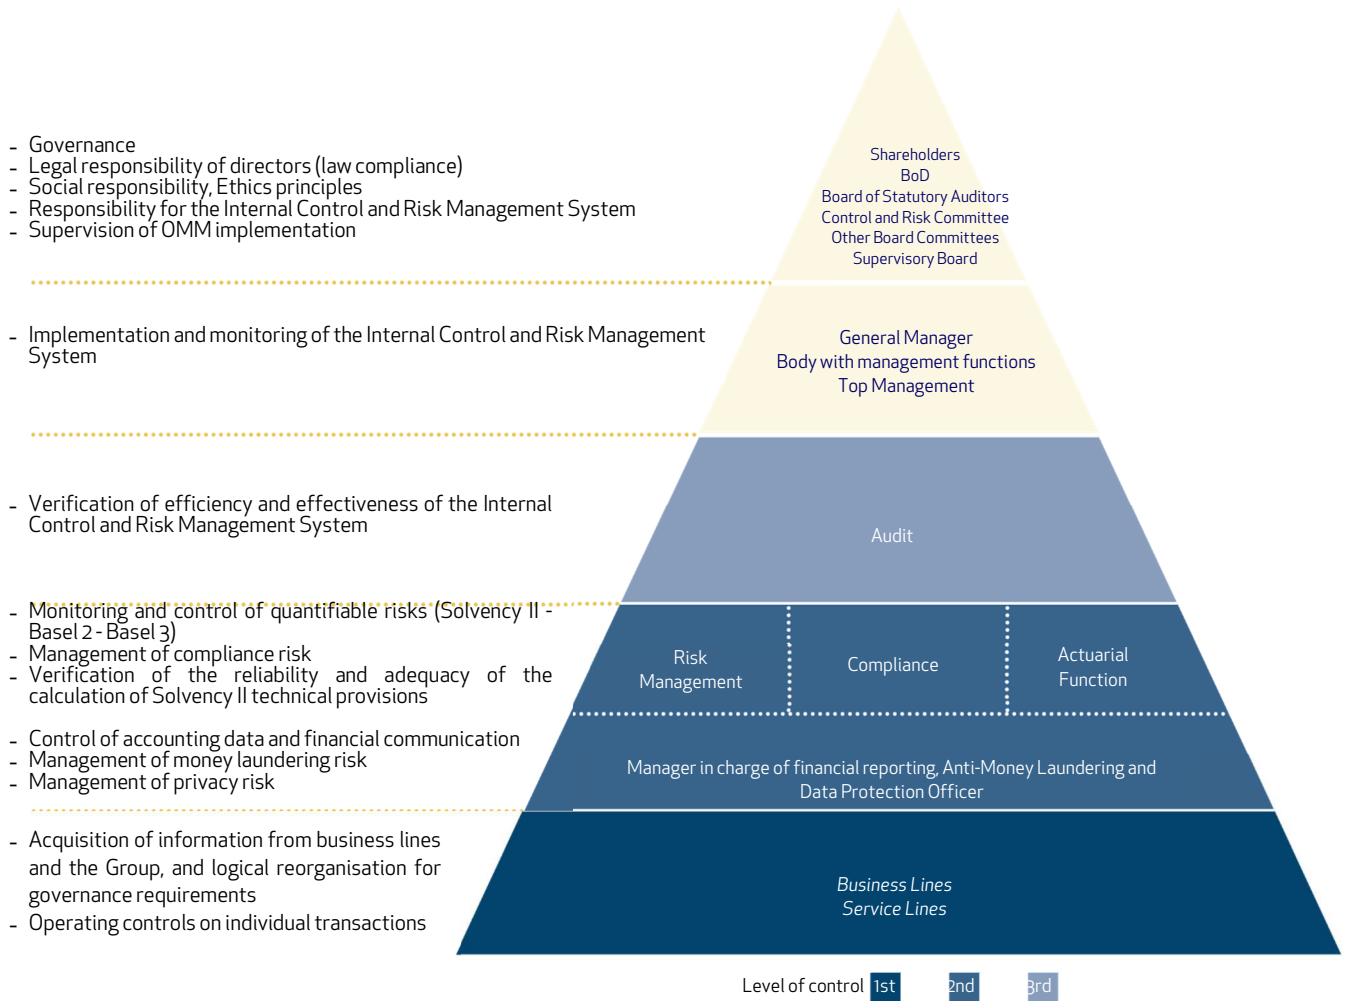 - Governance
- Legal responsibility of directors (law compliance)
- Social responsibility, Ethics principles
- Responsibility for the Internal Control and Risk Management System
- Supervision of OMM implementation
Shareholders
BoD
Board of Statutory Auditors
Control and Risk Committee
Other Board Committees
Supervisory Board
- Implementation and monitoring of the Internal Control and Risk Management
System
General Manager
Body with management functions
Top Management
- Verification of efficiency and effectiveness of the Internal
Control and Risk Management System
Audit
- Monitoring and control of quantifiable risks (Solvency II -
Basel 2 - Basel 3)
- Management of compliance risk
- Verification of the reliability and adequacy of the
calculation of Solvency II technical provisions
Risk
Management
Compliance
Actuarial
Function
- Control of accounting data and financial communication
- Management of money laundering risk
- Management of privacy risk
Manager in charge of financial reporting, Anti-Money Laundering and
Data Protection Officer
- Acquisition of information from business lines
and the Group, and logical reorganisation for
governance requirements
- Operating controls on individual transactions
Business Lines
Service Lines
Level of control 1st 2nd 3rd